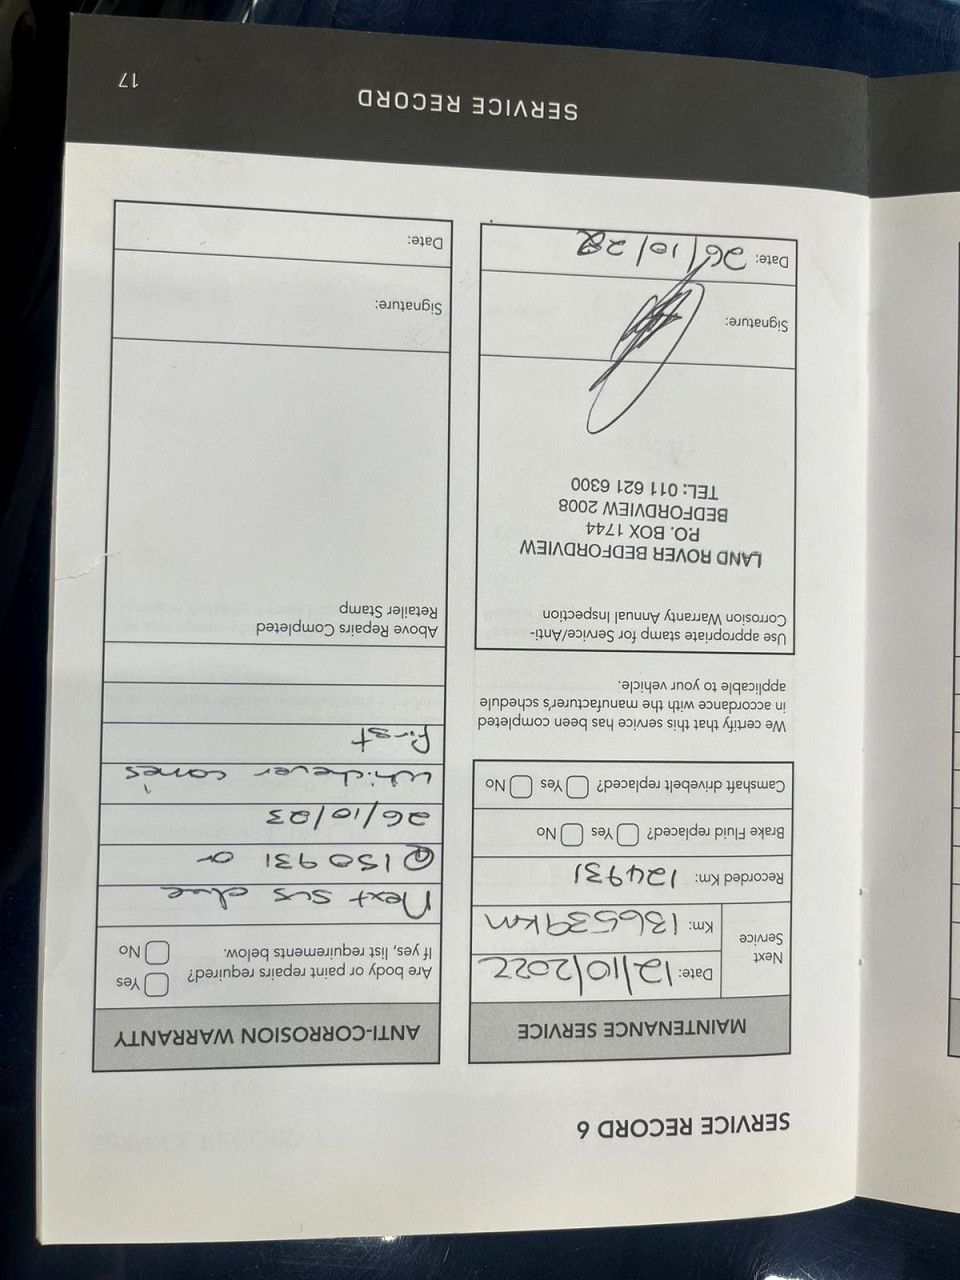 SERVICE RECORD 6
MAINTENANCE SERVICE
Next
Service
Date: 12/10/2022
Km: 136539km
Recorded Km: 124931
Brake Fluid replaced? Yes No
Camshaft drivebelt replaced? Yes No
We certify that this service has been completed
in accordance with the manufacturer's schedule
applicable to your vehicle.
Use appropriate stamp for Service/Anti-
Corrosion Warranty Annual Inspection
LAND ROVER BEDFORDVIEW
P.O. BOX 1744
BEDFORDVIEW 2008
TEL: 011 621 6300
Signature:
Date: 26/10/22
ANTI-CORROSION WARRANTY
Are body or paint repairs required? Yes
If yes, list requirements below. No
Next svs due
@ 150931 or
26/10/23
whichever comes
first
Above Repairs Completed
Retailer Stamp
Signature:
Date:
SERVICE RECORD
17